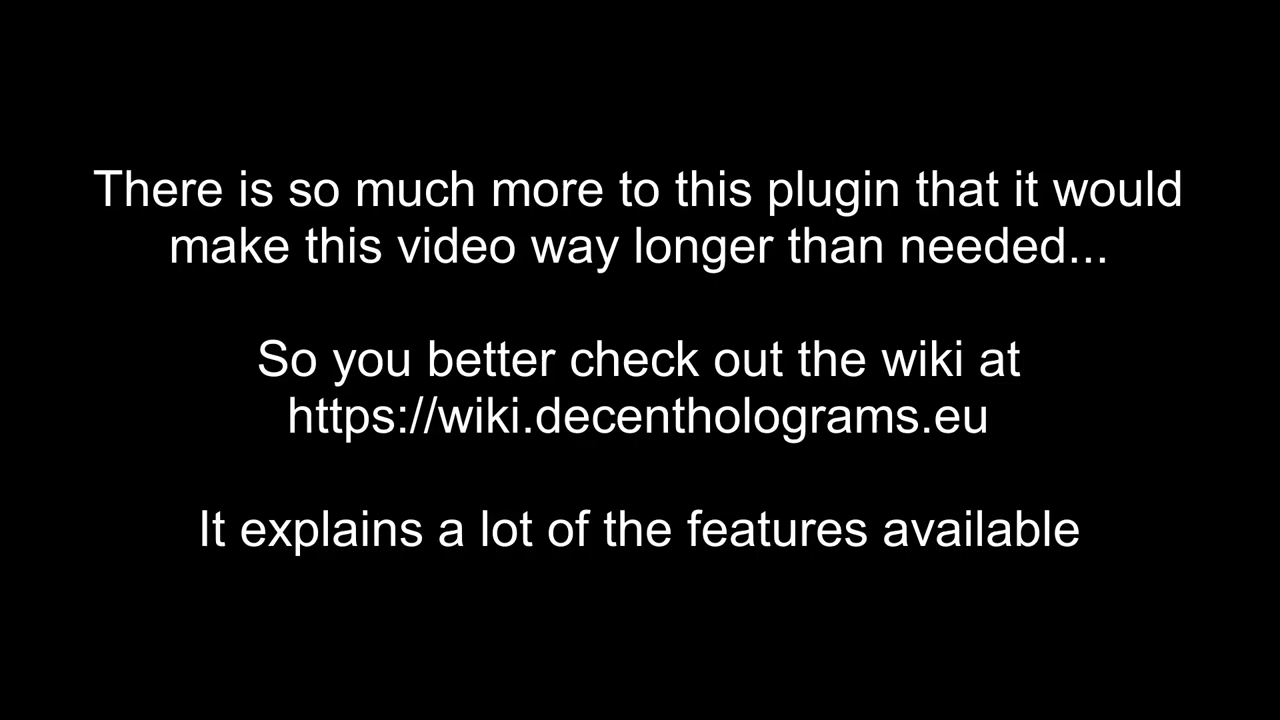 There is so much more to this plugin that it would
make this video way longer than needed...
So you better check out the wiki at
https://wiki.decentholograms.eu
It explains a lot of the features available